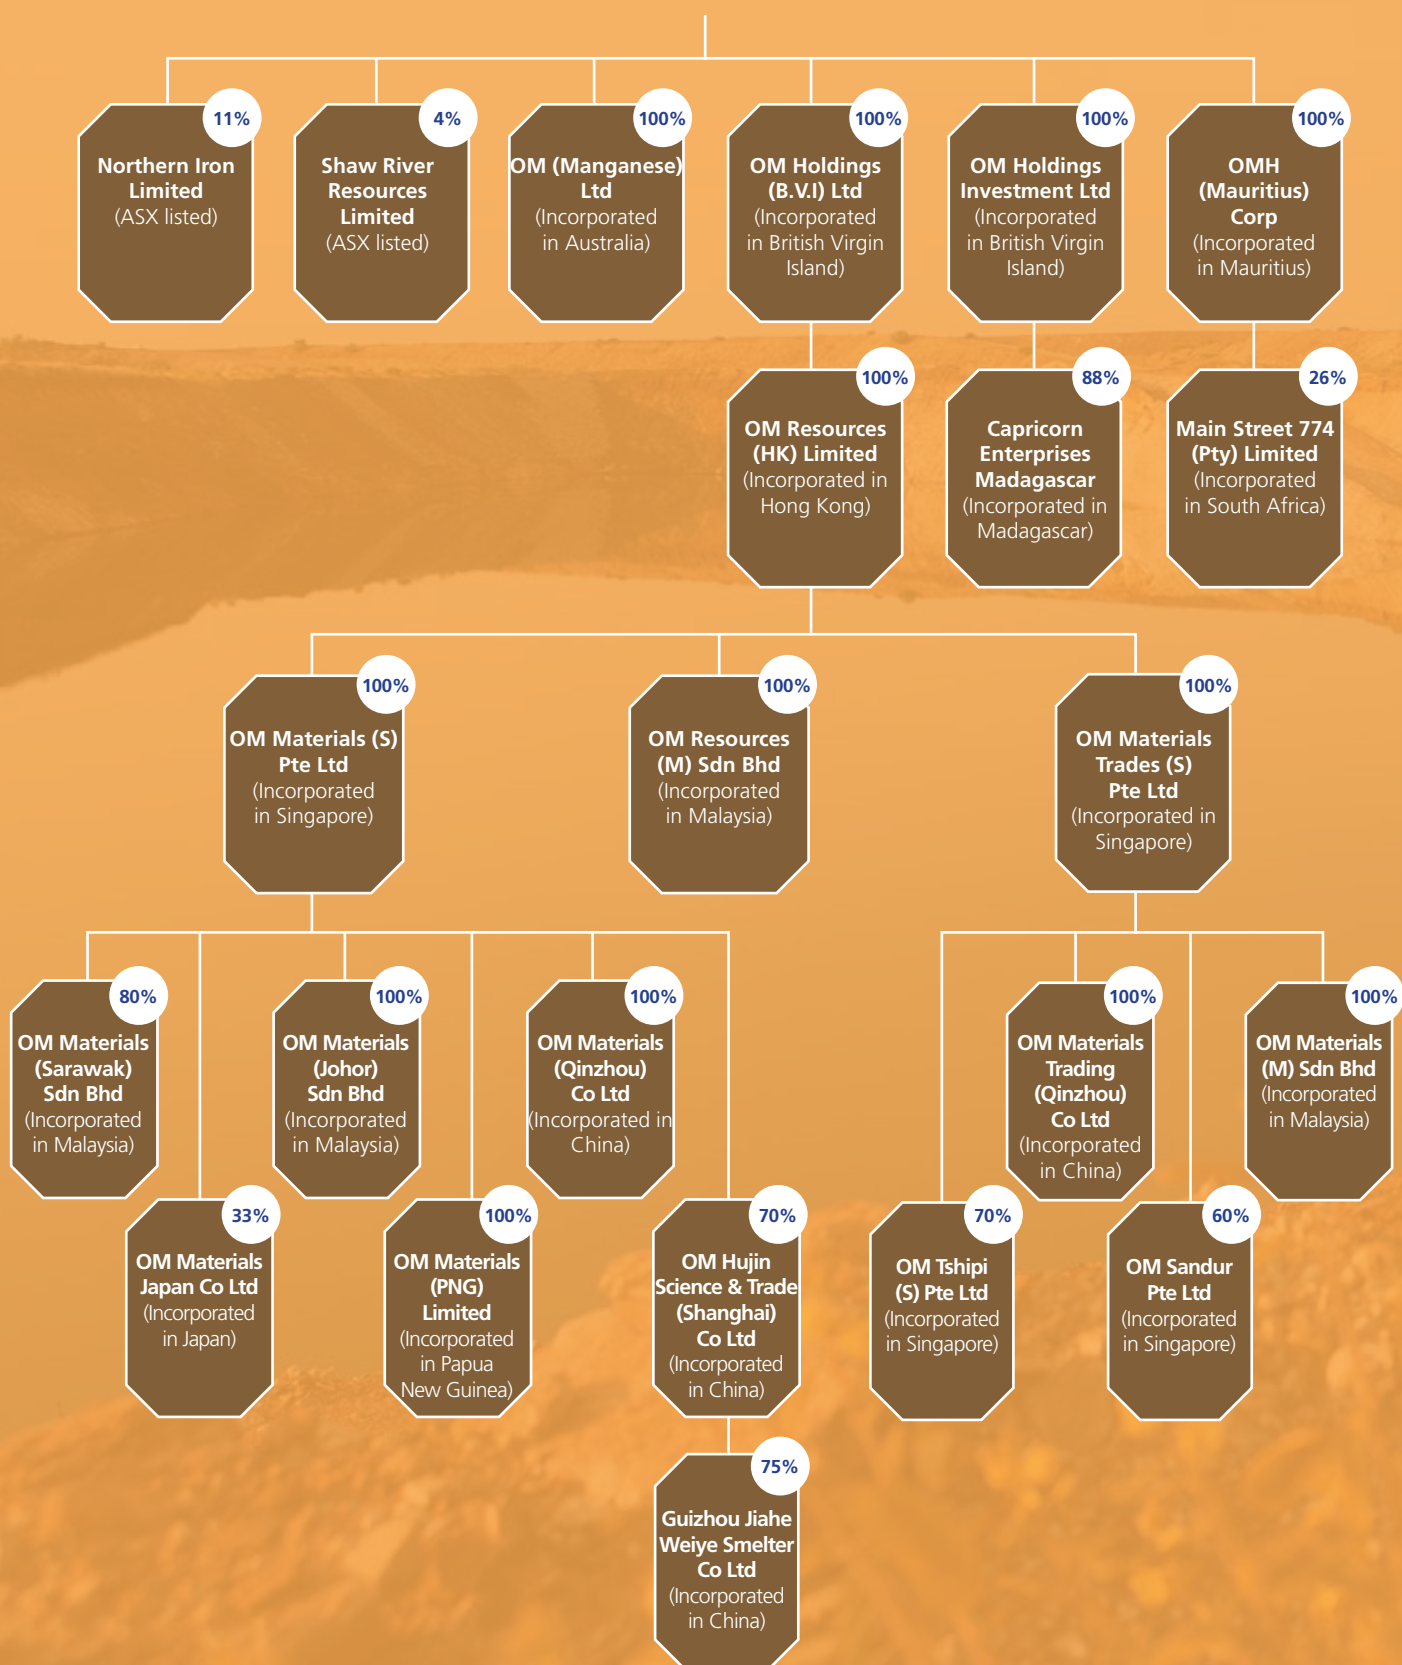 11%
Northern Iron
Limited
(ASX listed)
4%
Shaw River
Resources
Limited
(ASX listed)
100%
OM (Manganese)
Ltd
(Incorporated
in Australia)
100%
OM Holdings
(B.V.I) Ltd
(Incorporated
in British Virgin
Island)
100%
OM Holdings
Investment Ltd
(Incorporated
in British Virgin
Island)
100%
OMH
(Mauritius)
Corp
(Incorporated
in Mauritius)
100%
OM Resources
(HK) Limited
(Incorporated in
Hong Kong)
88%
Capricorn
Enterprises
Madagascar
(Incorporated in
Madagascar)
26%
Main Street 774
(Pty) Limited
(Incorporated
in South Africa)
100%
OM Materials (S)
Pte Ltd
(Incorporated
in Singapore)
100%
OM Resources
(M) Sdn Bhd
(Incorporated
in Malaysia)
100%
OM Materials
Trades (S)
Pte Ltd
(Incorporated in
Singapore)
80%
OM Materials
(Sarawak)
Sdn Bhd
(Incorporated
in Malaysia)
100%
OM Materials
(Johor)
Sdn Bhd
(Incorporated
in Malaysia)
100%
OM Materials
(Qinzhou)
Co Ltd
(Incorporated in
China)
100%
OM Materials
Trading
(Qinzhou)
Co Ltd
(Incorporated
in China)
100%
OM Materials
(M) Sdn Bhd
(Incorporated
in Malaysia)
33%
OM Materials
Japan Co Ltd
(Incorporated
in Japan)
100%
OM Materials
(PNG)
Limited
(Incorporated
in Papua
New Guinea)
70%
OM Hujin
Science & Trade
(Shanghai)
Co Ltd
(Incorporated
in China)
70%
OM Tshipi
(S) Pte Ltd
(Incorporated
in Singapore)
60%
OM Sandur
Pte Ltd
(Incorporated
in Singapore)
75%
Guizhou Jiahe
Weiye Smelter
Co Ltd
(Incorporated
in China)